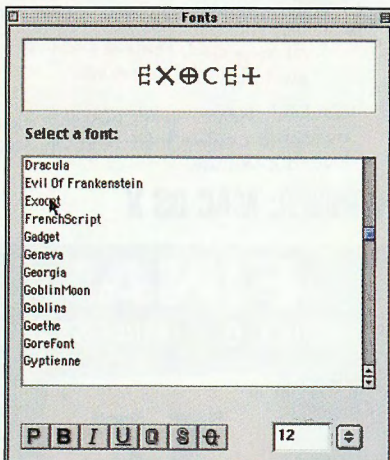 Fonts
EXOCET
Select a font:
Dracula
Evil Of Frankenstein
Exocet
FrenchScript
Gadget
Geneva
Georgia
GoblinMoon
Goblins
Goethe
GoreFont
Gyptienne
P B I U O S Q
12